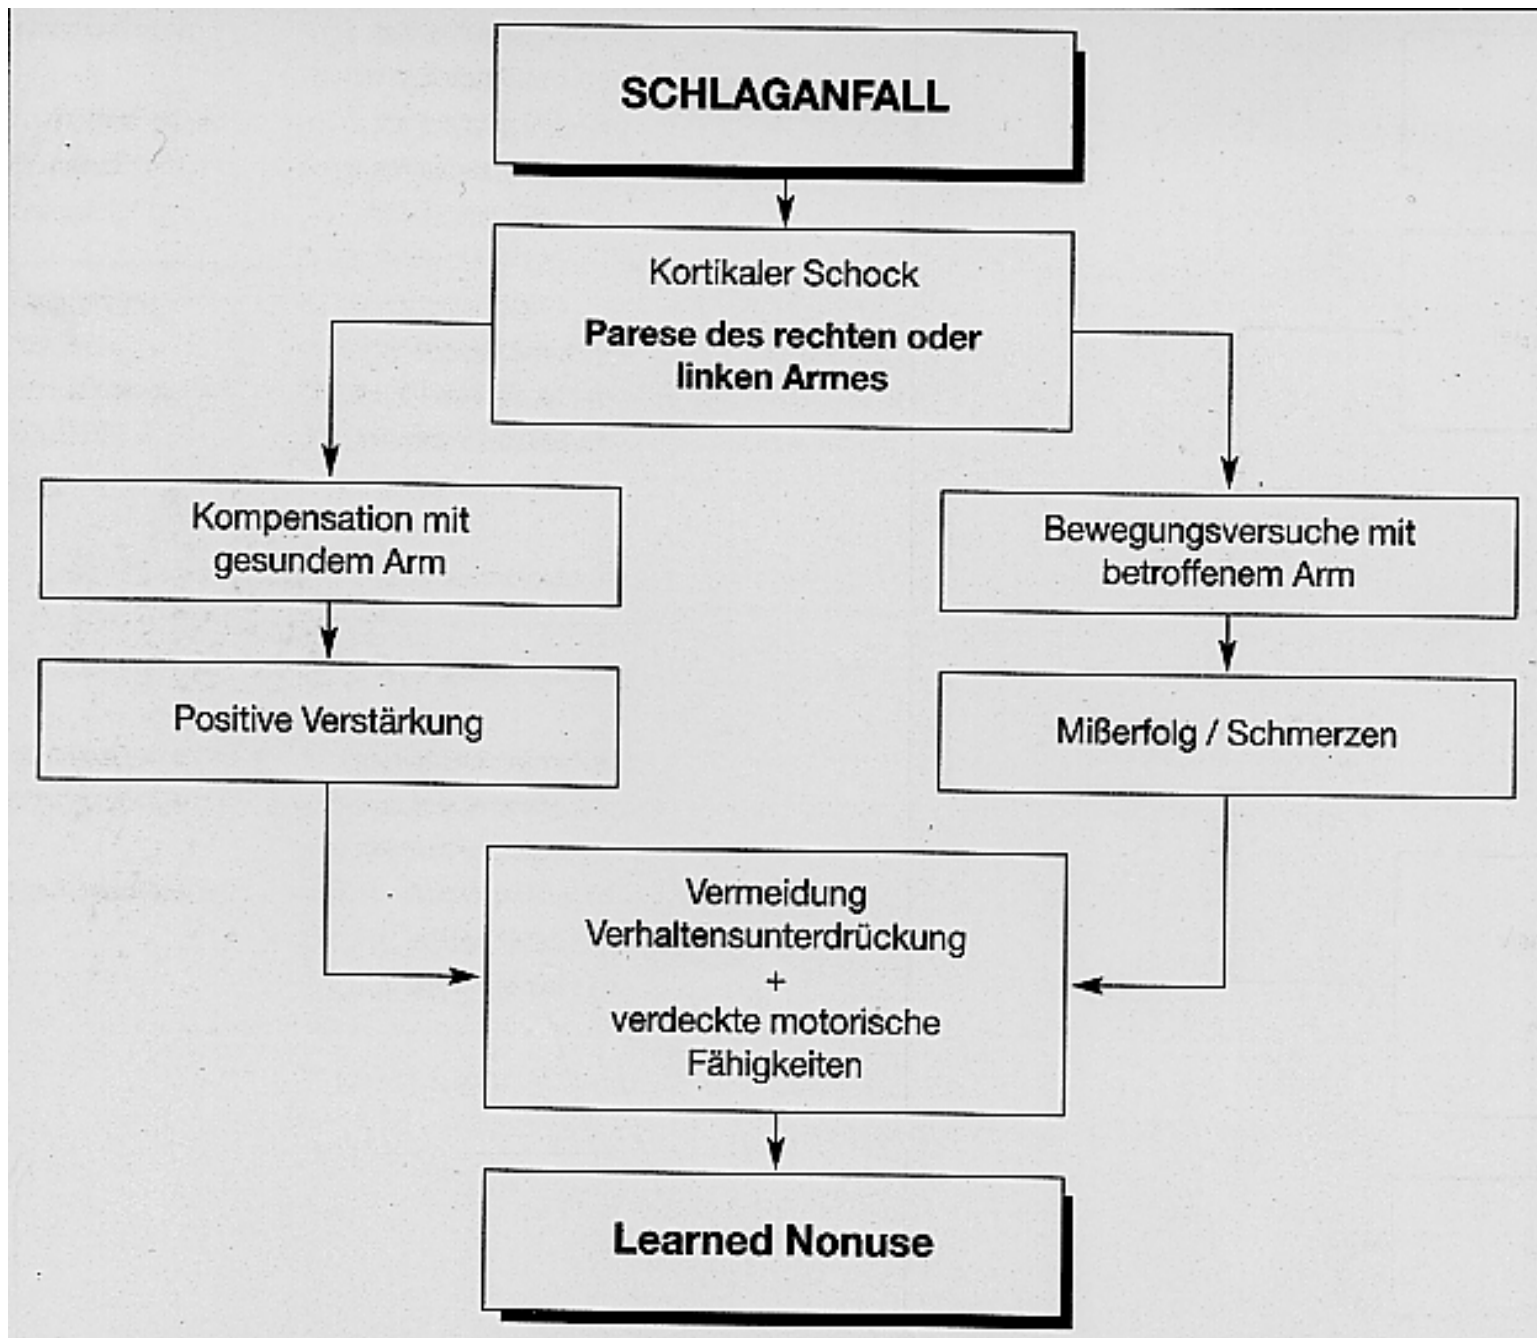 SCHLAGANFALL
Kortikaler Schock
Parese des rechten oder
linken Armes
Kompensation mit
gesundem Arm
Bewegungsversuche mit
betroffenem Arm
Positive Verstärkung
Mißerfolg / Schmerzen
Vermeidung
Verhaltensunterdrückung
+
verdeckte motorische
Fähigkeiten
Learned Nonuse